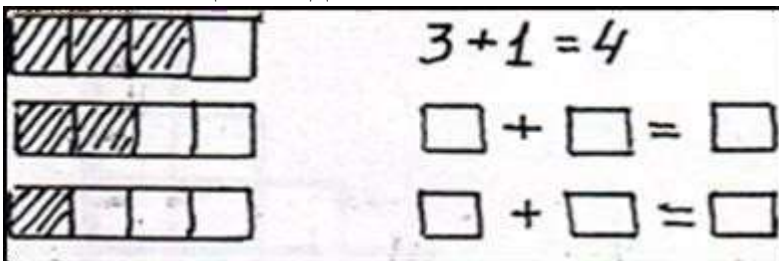 3 + 1 = 4
□ + □ = □
□ + □ = □